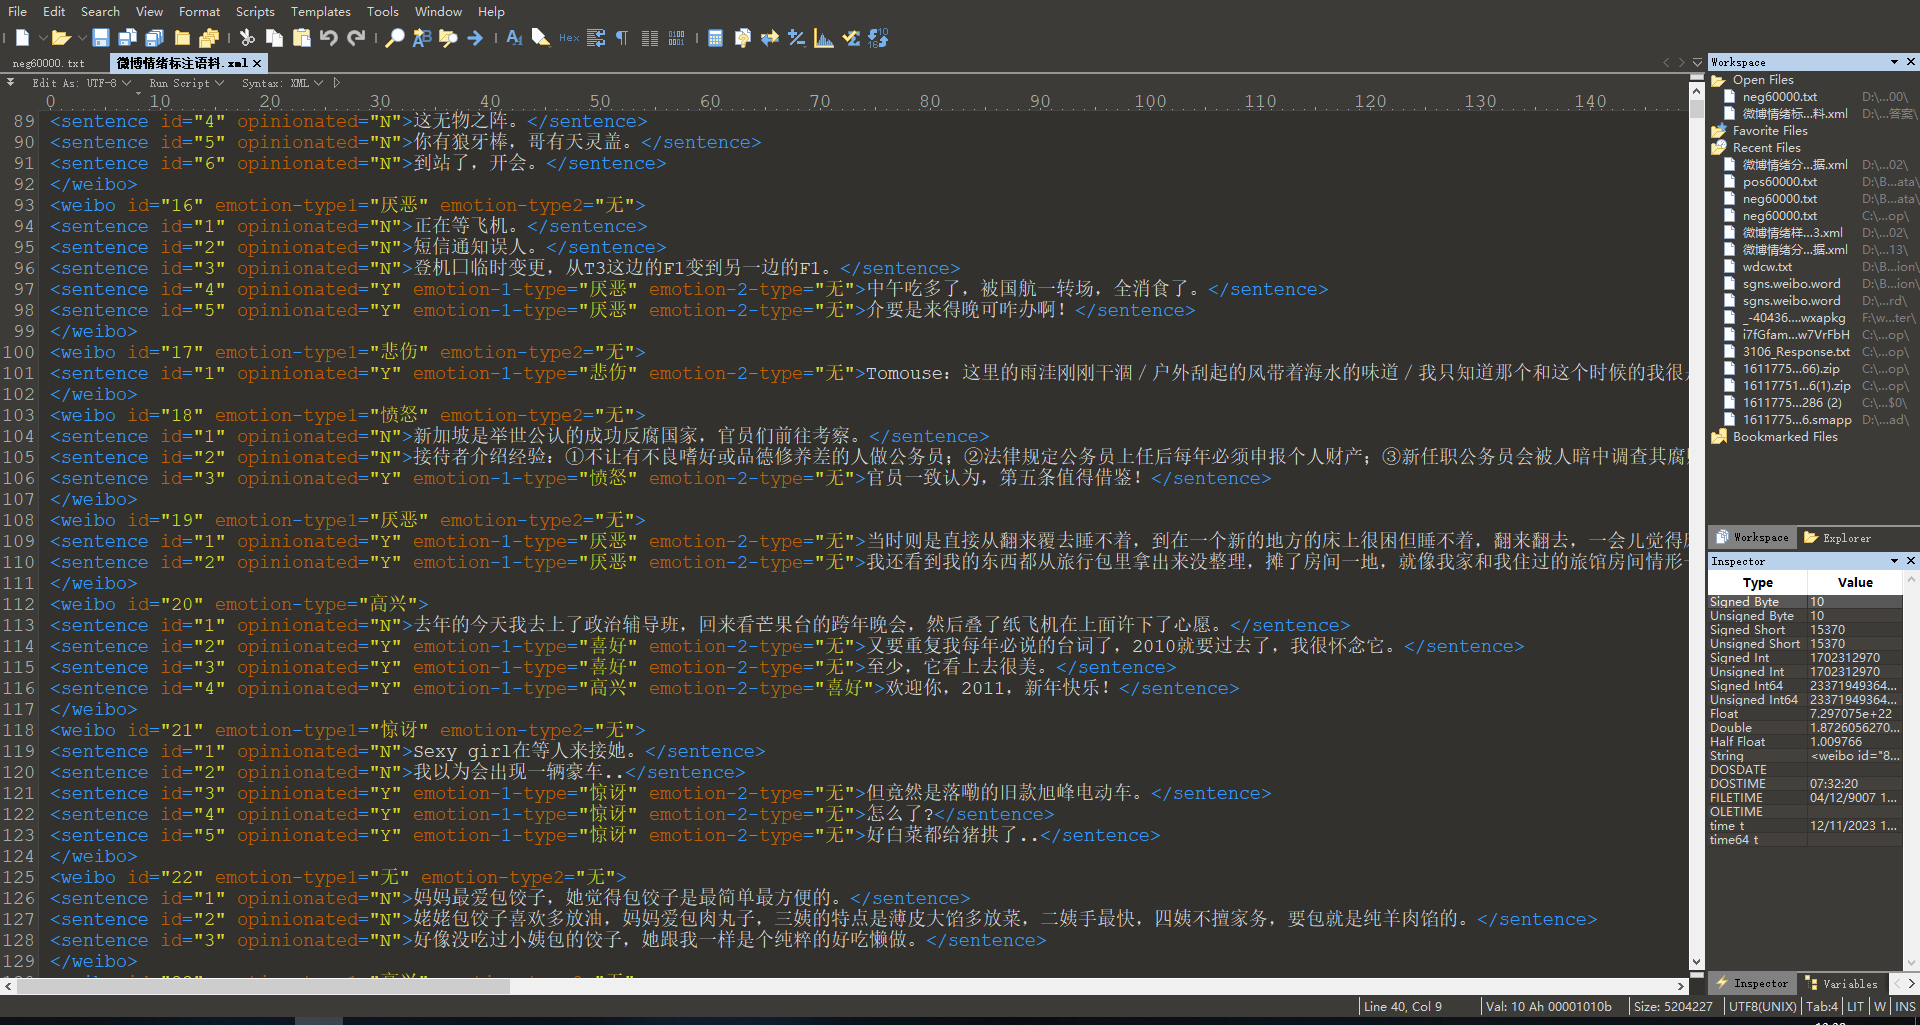 File Edit Search View Format Scripts Templates Tools Window Help
neg60000.txt 微博情绪标注语料.xml ×
Edit As: UTF-8 Run Script Syntax: XML
0 10 20 30 40 50 60 70 80 90 100 110 120 130 140
89 <sentence id="4" opinionated="N">这无物之阵。</sentence>
90 <sentence id="5" opinionated="N">你有狼牙棒，哥有天灵盖。</sentence>
91 <sentence id="6" opinionated="N">到站了，开会。</sentence>
92 </weibo>
93 <weibo id="16" emotion-type1="厌恶" emotion-type2="无">
94 <sentence id="1" opinionated="N">正在等飞机。</sentence>
95 <sentence id="2" opinionated="N">短信通知误人。</sentence>
96 <sentence id="3" opinionated="N">登机口临时变更，从T3这边的F1变到另一边的F1。</sentence>
97 <sentence id="4" opinionated="Y" emotion-1-type="厌恶" emotion-2-type="无">中午吃多了，被国航一转场，全消食了。</sentence>
98 <sentence id="5" opinionated="Y" emotion-1-type="厌恶" emotion-2-type="无">介要是来得晚可咋办啊！</sentence>
99 </weibo>
100 <weibo id="17" emotion-type1="悲伤" emotion-type2="无">
101 <sentence id="1" opinionated="Y" emotion-1-type="悲伤" emotion-2-type="无">Tomouse：这里的雨洼刚刚干涸／户外刮起的风带着海水的味道／我只知道那个和这个时候的我很
102 </weibo>
103 <weibo id="18" emotion-type1="愤怒" emotion-type2="无">
104 <sentence id="1" opinionated="N">新加坡是举世公认的成功反腐国家，官员们前往考察。</sentence>
105 <sentence id="2" opinionated="N">接待者介绍经验：①不让有不良嗜好或品德修养差的人做公务员；②法律规定公务员上任后每年必须申报个人财产；③新任职公务员会被人暗中调查其腐
106 <sentence id="3" opinionated="Y" emotion-1-type="愤怒" emotion-2-type="无">官员一致认为，第五条值得借鉴！</sentence>
107 </weibo>
108 <weibo id="19" emotion-type1="厌恶" emotion-type2="无">
109 <sentence id="1" opinionated="Y" emotion-1-type="厌恶" emotion-2-type="无">当时则是直接从翻来覆去睡不着，到在一个新的地方的床上很困但睡不着，翻来翻去，一会儿觉得
110 <sentence id="2" opinionated="Y" emotion-1-type="厌恶" emotion-2-type="无">我还看到我的东西都从旅行包里拿出来没整理，摊了房间一地，就像我家和我住过的旅馆房间情形
111 </weibo>
112 <weibo id="20" emotion-type="高兴">
113 <sentence id="1" opinionated="N">去年的今天我去上了政治辅导班，回来看芒果台的跨年晚会，然后叠了纸飞机在上面许下了心愿。</sentence>
114 <sentence id="2" opinionated="Y" emotion-1-type="喜好" emotion-2-type="无">又要重复我每年必说的台词了，2010就要过去了，我很怀念它。</sentence>
115 <sentence id="3" opinionated="Y" emotion-1-type="喜好" emotion-2-type="无">至少，它看上去很美。</sentence>
116 <sentence id="4" opinionated="Y" emotion-1-type="高兴" emotion-2-type="喜好">欢迎你，2011，新年快乐！</sentence>
117 </weibo>
118 <weibo id="21" emotion-type1="惊讶" emotion-type2="无">
119 <sentence id="1" opinionated="N">Sexy girl在等人来接她。</sentence>
120 <sentence id="2" opinionated="N">我以为会出现一辆豪车..</sentence>
121 <sentence id="3" opinionated="Y" emotion-1-type="惊讶" emotion-2-type="无">但竟然是落嘞的旧款旭峰电动车。</sentence>
122 <sentence id="4" opinionated="Y" emotion-1-type="惊讶" emotion-2-type="无">怎么了?</sentence>
123 <sentence id="5" opinionated="Y" emotion-1-type="惊讶" emotion-2-type="无">好白菜都给猪拱了..</sentence>
124 </weibo>
125 <weibo id="22" emotion-type1="无" emotion-type2="无">
126 <sentence id="1" opinionated="N">妈妈最爱包饺子，她觉得包饺子是最简单最方便的。</sentence>
127 <sentence id="2" opinionated="N">姥姥包饺子喜欢多放油，妈妈爱包肉丸子，三姨的特点是薄皮大馅多放菜，二姨手最快，四姨不擅家务，要包就是纯羊肉馅的。</sentence>
128 <sentence id="3" opinionated="N">好像没吃过小姨包的饺子，她跟我一样是个纯粹的好吃懒做。</sentence>
129 </weibo>
Workspace
Open Files
neg60000.txt D:\...00\
微博情绪标...料.xml D:\...答案\
Favorite Files
Recent Files
微博情绪分...据.xml D:\...02\
pos60000.txt D:\B...ata\
neg60000.txt D:\B...ata\
neg60000.txt C:\...op\
微博情绪样...3.xml D:\...02\
微博情绪分...据.xml D:\...13\
wdcw.txt D:\B...ion\
sgns.weibo.word D:\B...ion\
sgns.weibo.word D:\...rd\
_-40436....wxapkg F:\w...ter\
i7fGfam...w7VrFbH C:\...op\
3106_Response.txt C:\...op\
1611775...66).zip C:\...op\
16117751...6(1).zip C:\...op\
1611775...286 (2) C:\...$0\
1611775...6.smapp D:\...ad\
Bookmarked Files
Workspace Explorer
Inspector
Type Value
Signed Byte 10
Unsigned Byte 10
Signed Short 15370
Unsigned Short 15370
Signed Int 1702312970
Unsigned Int 1702312970
Signed Int64 23371949364...
Unsigned Int64 23371949364...
Float 7.297075e+22
Double 1.8726056270...
Half Float 1.009766
String <weibo id="8...
DOSDATE
DOSTIME 07:32:20
FILETIME 04/12/9007 1...
OLETIME
time_t 12/11/2023 1...
time64_t
Inspector Variables
Line 40, Col 9 Val: 10 Ah 00001010b Size: 5204227 UTF8(UNIX) Tab:4 LIT W INS